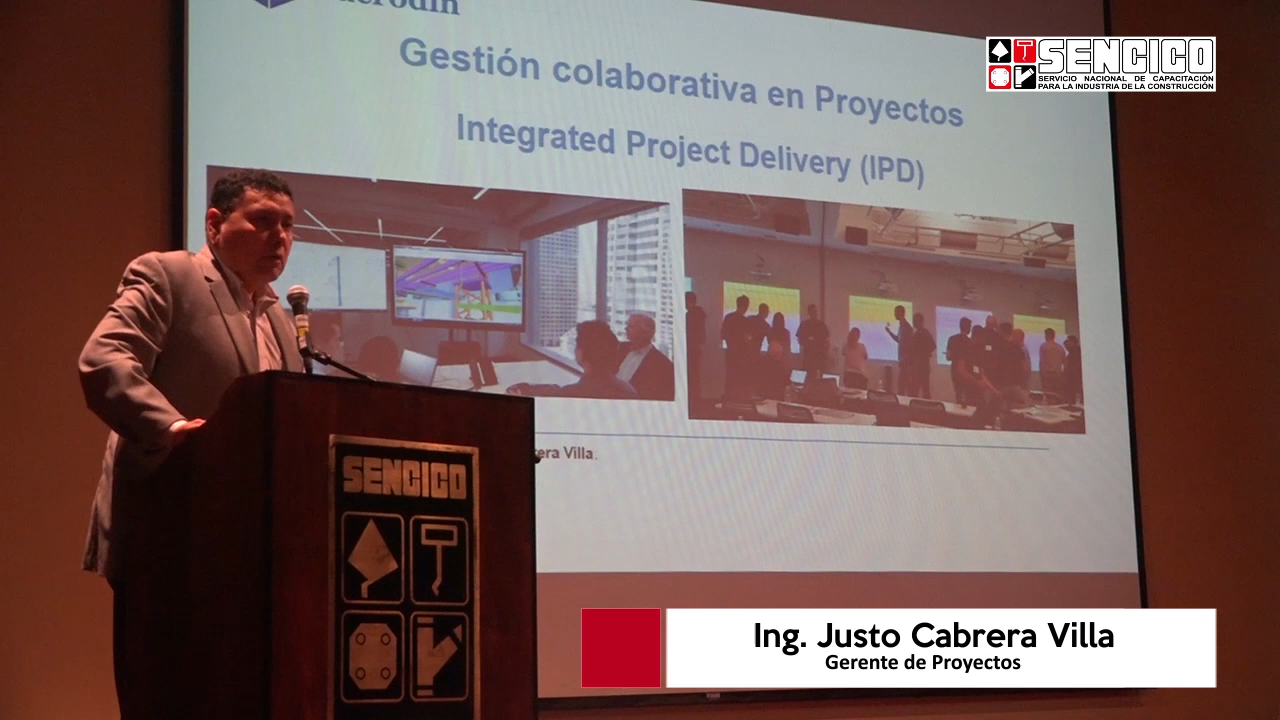 Gestión colaborativa en Proyectos
Integrated Project Delivery (IPD)
SENCICO
SERVICIO NACIONAL DE CAPACITACIÓN
PARA LA INDUSTRIA DE LA CONSTRUCCIÓN
Villa.
SENCICO
Ing. Justo Cabrera Villa
Gerente de Proyectos